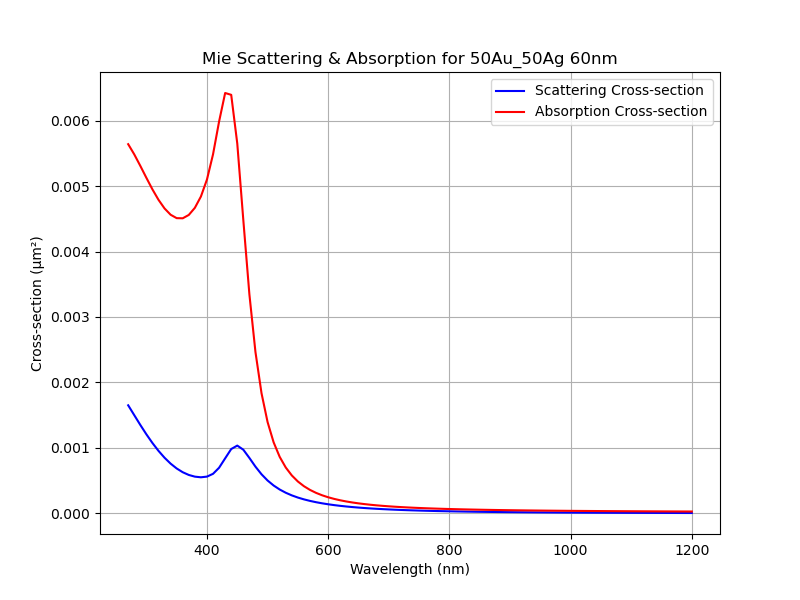 Mie Scattering & Absorption for 50Au_50Ag 60nm
Scattering Cross-section
Absorption Cross-section
Cross-section (μm²)
0.006
0.005
0.004
0.003
0.002
0.001
0.000
400 600 800 1000 1200
Wavelength (nm)